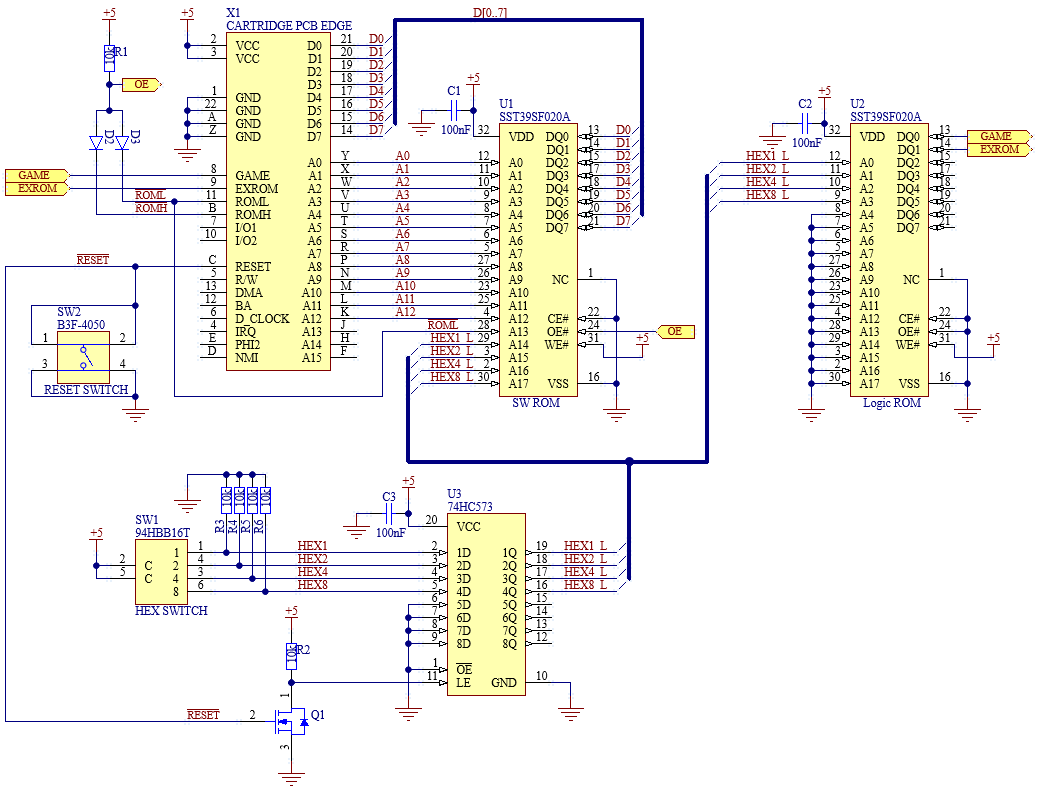 +5
R1
10k
OE
D2
D3
GAME
EXROM
ROML
ROMH
RESET
SW2
B3F-4050
1
2
3
4
RESET SWITCH
+5
X1
CARTRIDGE PCB EDGE
2 VCC D0 21 D0
3 VCC D1 20 D1
D2 19 D2
D3 18 D3
1 GND D4 17 D4
22 GND D5 16 D5
A GND D6 15 D6
Z GND D7 14 D7
A0 Y A0
8 GAME A1 X A1
9 EXROM A2 W A2
11 ROML A3 V A3
B ROMH A4 U A4
7 I/O1 A5 T A5
10 I/O2 A6 S A6
A7 R A7
C RESET A8 P A8
5 R/W A9 N A9
13 DMA A10 M A10
12 BA A11 L A11
6 D_CLOCK A12 K A12
4 IRQ A13 J
E PHI2 A14 H
D NMI A15 F
D[0..7]
C1
100nF
+5
U1
SST39SF020A
32 VDD DQ0 13 D0
DQ1 14 D1
12 A0 DQ2 15 D2
11 A1 DQ3 17 D3
10 A2 DQ4 18 D4
9 A3 DQ5 19 D5
8 A4 DQ6 20 D6
7 A5 DQ7 21 D7
6 A6
5 A7
27 A8
26 A9 NC 1
23 A10
25 A11
4 A12 CE# 22
ROML 28 A13 OE# 24 OE
HEX1_L 29 A14 WE# 31 +5
HEX2_L 3 A15
HEX4_L 2 A16
HEX8_L 30 A17 VSS 16
SW ROM
C2
100nF
+5
U2
SST39SF020A
32 VDD DQ0 13 GAME
DQ1 14 EXROM
HEX1_L 12 A0 DQ2 15
HEX2_L 11 A1 DQ3 17
HEX4_L 10 A2 DQ4 18
HEX8_L 9 A3 DQ5 19
8 A4 DQ6 20
7 A5 DQ7 21
6 A6
5 A7
27 A8
26 A9 NC 1
23 A10
25 A11
4 A12 CE# 22
28 A13 OE# 24
29 A14 WE# 31 +5
3 A15
2 A16
30 A17 VSS 16
Logic ROM
SW1
94HBB16T
+5
2 C 1 1 HEX1
5 C 2 4 HEX2
4 3 HEX4
8 6 HEX8
HEX SWITCH
10k
10k
10k
10k
R3
R4
R5
R6
C3
100nF
+5
U3
74HC573
20 VCC
2 1D 1Q 19 HEX1_L
3 2D 2Q 18 HEX2_L
4 3D 3Q 17 HEX4_L
5 4D 4Q 16 HEX8_L
6 5D 5Q 15
7 6D 6Q 14
8 7D 7Q 13
9 8D 8Q 12
1 OE
11 LE GND 10
+5
R2
10k
1
RESET 2 Q1
3